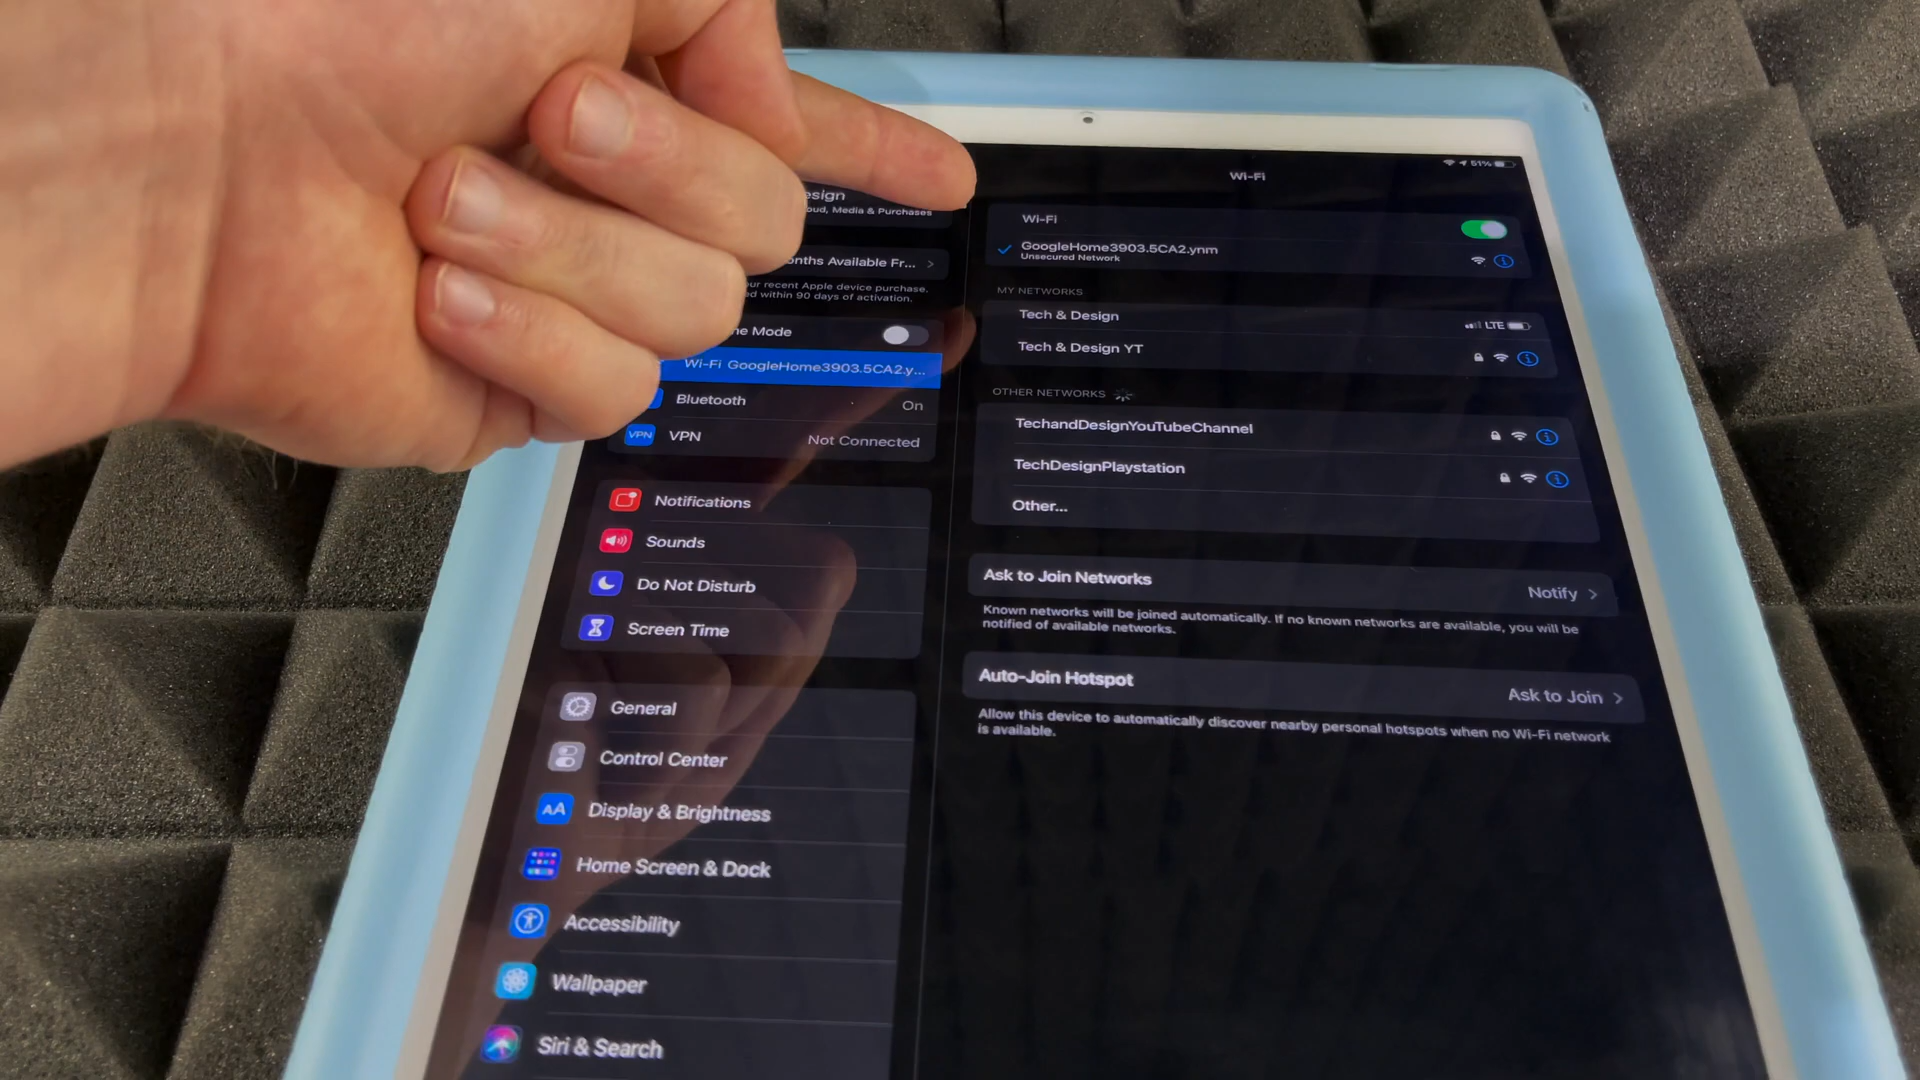 51%
Wi-Fi
esign
oud, Media & Purchases
onths Available Fr...
ur recent Apple device purchase.
ed within 90 days of activation.
ne Mode
Wi-Fi GoogleHome3903.5CA2.y...
Bluetooth On
VPN VPN Not Connected
Notifications
Sounds
Do Not Disturb
Screen Time
General
Control Center
AA Display & Brightness
Home Screen & Dock
Accessibility
Wallpaper
Siri & Search
Wi-Fi
GoogleHome3903.5CA2.ynm
Unsecured Network
MY NETWORKS
Tech & Design LTE
Tech & Design YT
OTHER NETWORKS
TechandDesignYouTubeChannel
TechDesignPlaystation
Other...
Ask to Join Networks Notify
Known networks will be joined automatically. If no known networks are available, you will be
notified of available networks.
Auto-Join Hotspot Ask to Join
Allow this device to automatically discover nearby personal hotspots when no Wi-Fi network
is available.